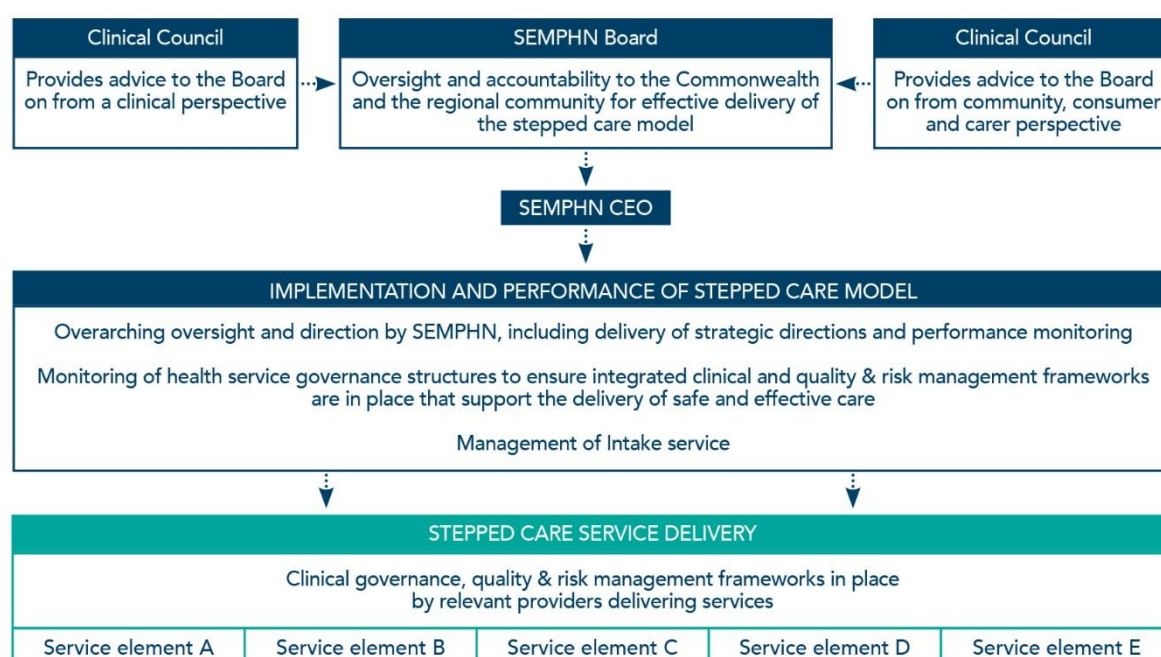 Clinical Council
Provides advice to the Board
on from a clinical perspective
SEMPHN Board
Oversight and accountability to the Commonwealth
and the regional community for effective delivery of
the stepped care model
Clinical Council
Provides advice to the Board
on from community, consumer
and carer perspective
SEMPHN CEO
IMPLEMENTATION AND PERFORMANCE OF STEPPED CARE MODEL
Overarching oversight and direction by SEMPHN, including delivery of strategic directions and performance monitoring
Monitoring of health service governance structures to ensure integrated clinical and quality & risk management frameworks
are in place that support the delivery of safe and effective care
Management of Intake service
STEPPED CARE SERVICE DELIVERY
Clinical governance, quality & risk management frameworks in place
by relevant providers delivering services
Service element A
Service element B
Service element C
Service element D
Service element E